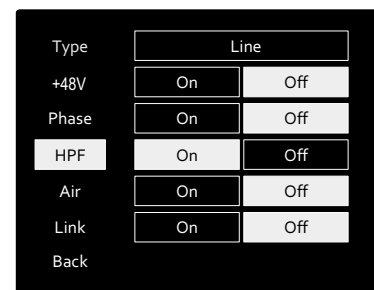 Type Line
+48V On Off
Phase On Off
HPF On Off
Air On Off
Link On Off
Back